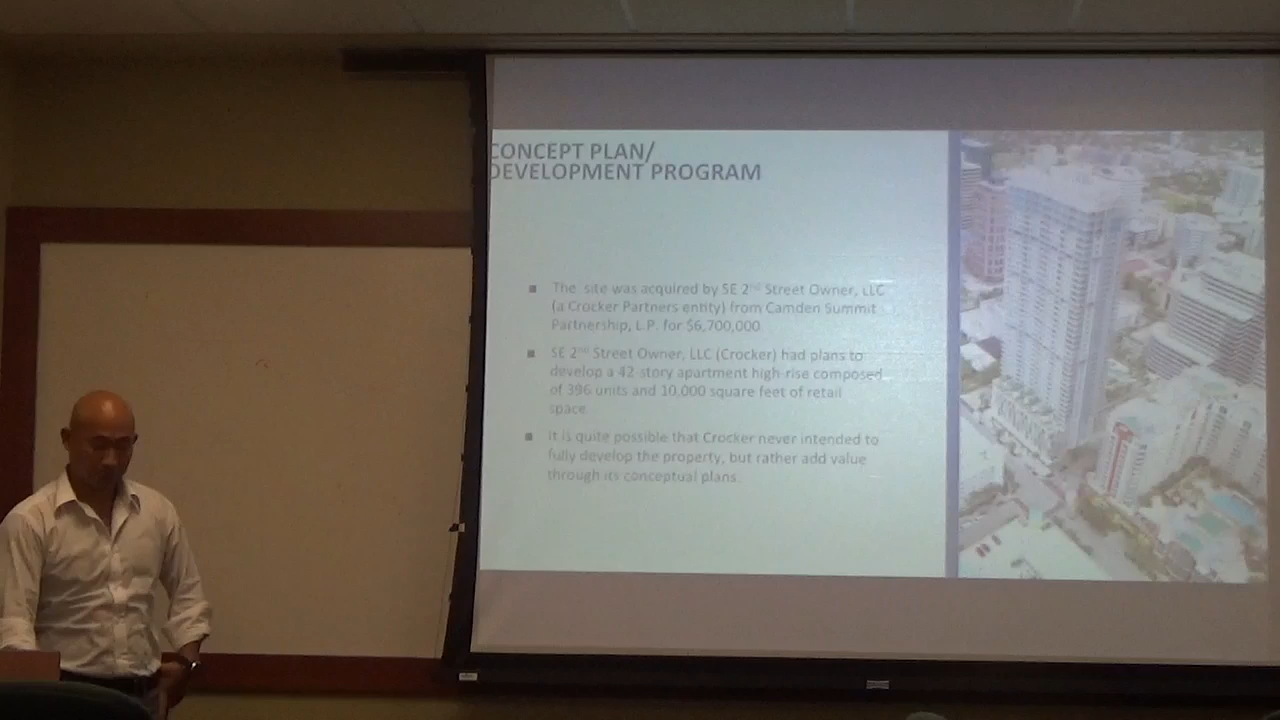 CONCEPT PLAN/
DEVELOPMENT PROGRAM
The site was acquired by SE 2nd Street Owner, LLC
(a Crocker Partners entity) from Camden Summit
Partnership, L.P. for $6,700,000.
SE 2nd Street Owner, LLC (Crocker) had plans to
develop a 42-story apartment high-rise composed
of 396 units and 10,000 square feet of retail
space.
It is quite possible that Crocker never intended to
fully develop the property, but rather add value
through its conceptual plans.